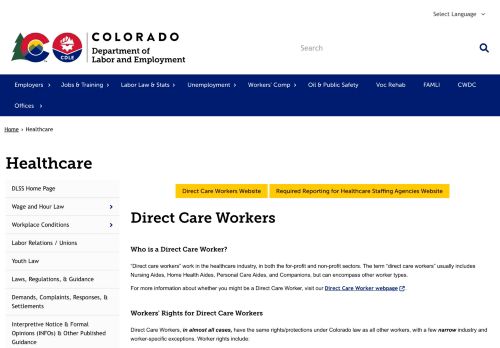 Select Language
COLORADO
Department of
Labor and Employment
CDLE
Search
Employers
Jobs & Training
Labor Law & Stats
Unemployment
Workers' Comp
Oil & Public Safety
Voc Rehab
FAMLI
CWDC
Offices
Home › Healthcare
Healthcare
DLSS Home Page
Wage and Hour Law
Workplace Conditions
Labor Relations / Unions
Youth Law
Laws, Regulations, & Guidance
Demands, Complaints, Responses, &
Settlements
Interpretive Notice & Formal
Opinions (INFOs) & Other Published
Guidance
Direct Care Workers Website
Required Reporting for Healthcare Staffing Agencies Website
Direct Care Workers
Who is a Direct Care Worker?
"Direct care workers" work in the healthcare industry, in both the for-profit and non-profit sectors. The term "direct care workers" usually includes
Nursing Aides, Home Health Aides, Personal Care Aides, and Companions, but can encompass other worker types.
For more information about whether you might be a Direct Care Worker, visit our Direct Care Worker webpage.
Workers' Rights for Direct Care Workers
Direct Care Workers, in almost all cases, have the same rights/protections under Colorado law as all other workers, with a few narrow industry and
worker-specific exceptions. Worker rights include: